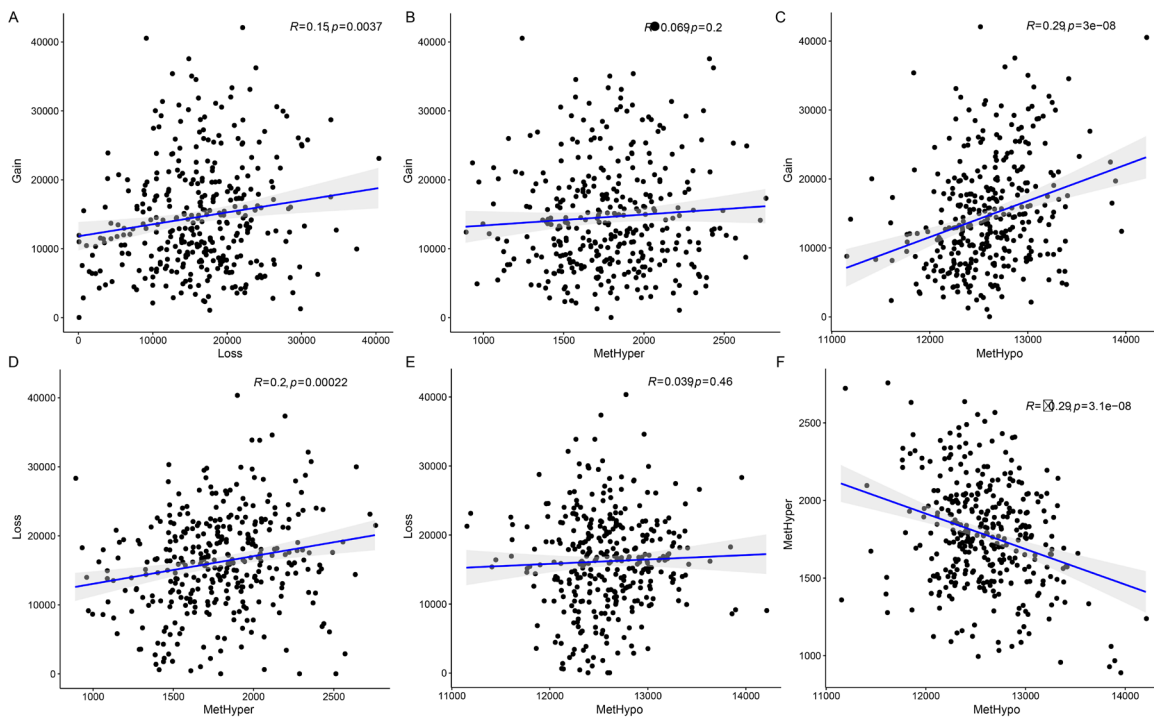 A
R=0.15, p=0.0037
40000
30000
20000
10000
0
Gain
0 10000 20000 30000 40000
Loss
B
R=0.069, p=0.2
40000
30000
20000
10000
0
Gain
1000 1500 2000 2500
MetHyper
C
R=0.29, p=3e−08
40000
30000
20000
10000
0
Gain
11000 12000 13000 14000
MetHypo
D
R=0.2, p=0.00022
40000
30000
20000
10000
0
Loss
1000 1500 2000 2500
MetHyper
E
R=0.039, p=0.46
40000
30000
20000
10000
0
Loss
11000 12000 13000 14000
MetHypo
F
R=☒0.29, p=3.1e−08
2500
2000
1500
1000
MetHyper
11000 12000 13000 14000
MetHypo